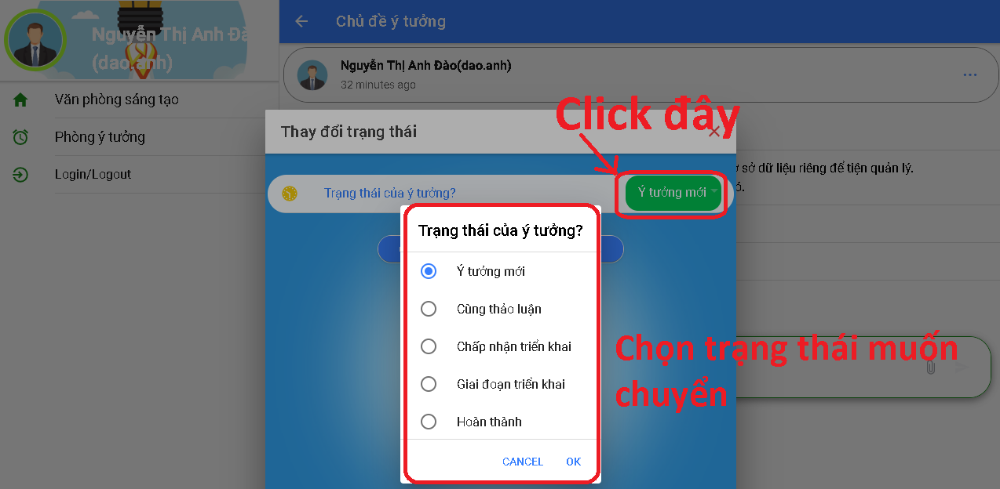 Nguyễn Thị Anh Đà
(dao.anh)
Văn phòng sáng tạo
Phòng ý tưởng
Login/Logout
Chủ đề ý tưởng
Nguyễn Thị Anh Đào(dao.anh)
32 minutes ago
Click đây
Thay đổi trạng thái
sở dữ liệu riêng để tiện quản lý.
Trạng thái của ý tưởng?
Ý tưởng mới
Trạng thái của ý tưởng?
Ý tưởng mới
Cùng thảo luận
Chấp nhận triển khai
Giai đoạn triển khai
Hoàn thành
CANCEL OK
Chọn trạng thái muốn
chuyển